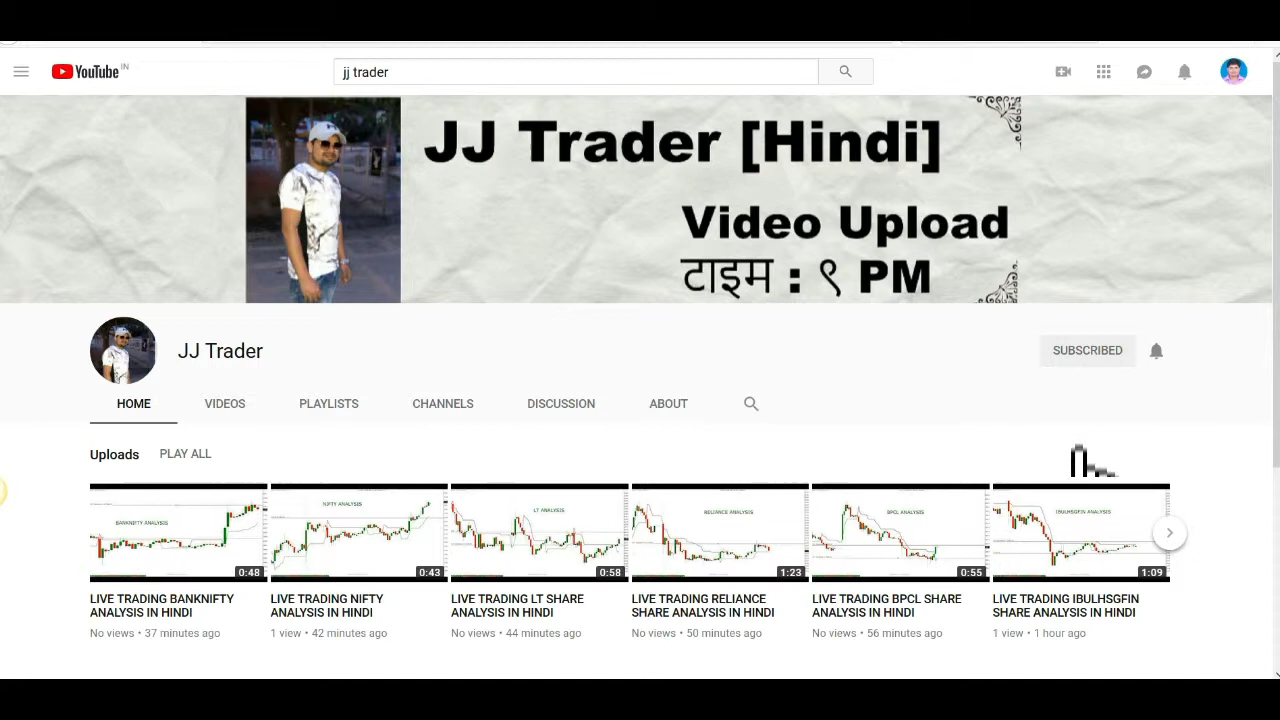 YouTube IN
jj trader
JJ Trader [Hindi]
Video Upload
टाइम : ९ PM
JJ Trader
SUBSCRIBED
HOME VIDEOS PLAYLISTS CHANNELS DISCUSSION ABOUT
Uploads PLAY ALL
BANKNIFTY ANALYSIS NIFTY ANALYSIS LT ANALYSIS RELIANCE ANALYSIS BPCL ANALYSIS IBULHSGFIN ANALYSIS
0:48 0:43 0:58 1:23 0:55 1:09
LIVE TRADING BANKNIFTY LIVE TRADING NIFTY LIVE TRADING LT SHARE LIVE TRADING RELIANCE LIVE TRADING BPCL SHARE LIVE TRADING IBULHSGFIN
ANALYSIS IN HINDI ANALYSIS IN HINDI ANALYSIS IN HINDI SHARE ANALYSIS IN HINDI ANALYSIS IN HINDI SHARE ANALYSIS IN HINDI
No views • 37 minutes ago 1 view • 42 minutes ago No views • 44 minutes ago No views • 50 minutes ago No views • 56 minutes ago 1 view • 1 hour ago